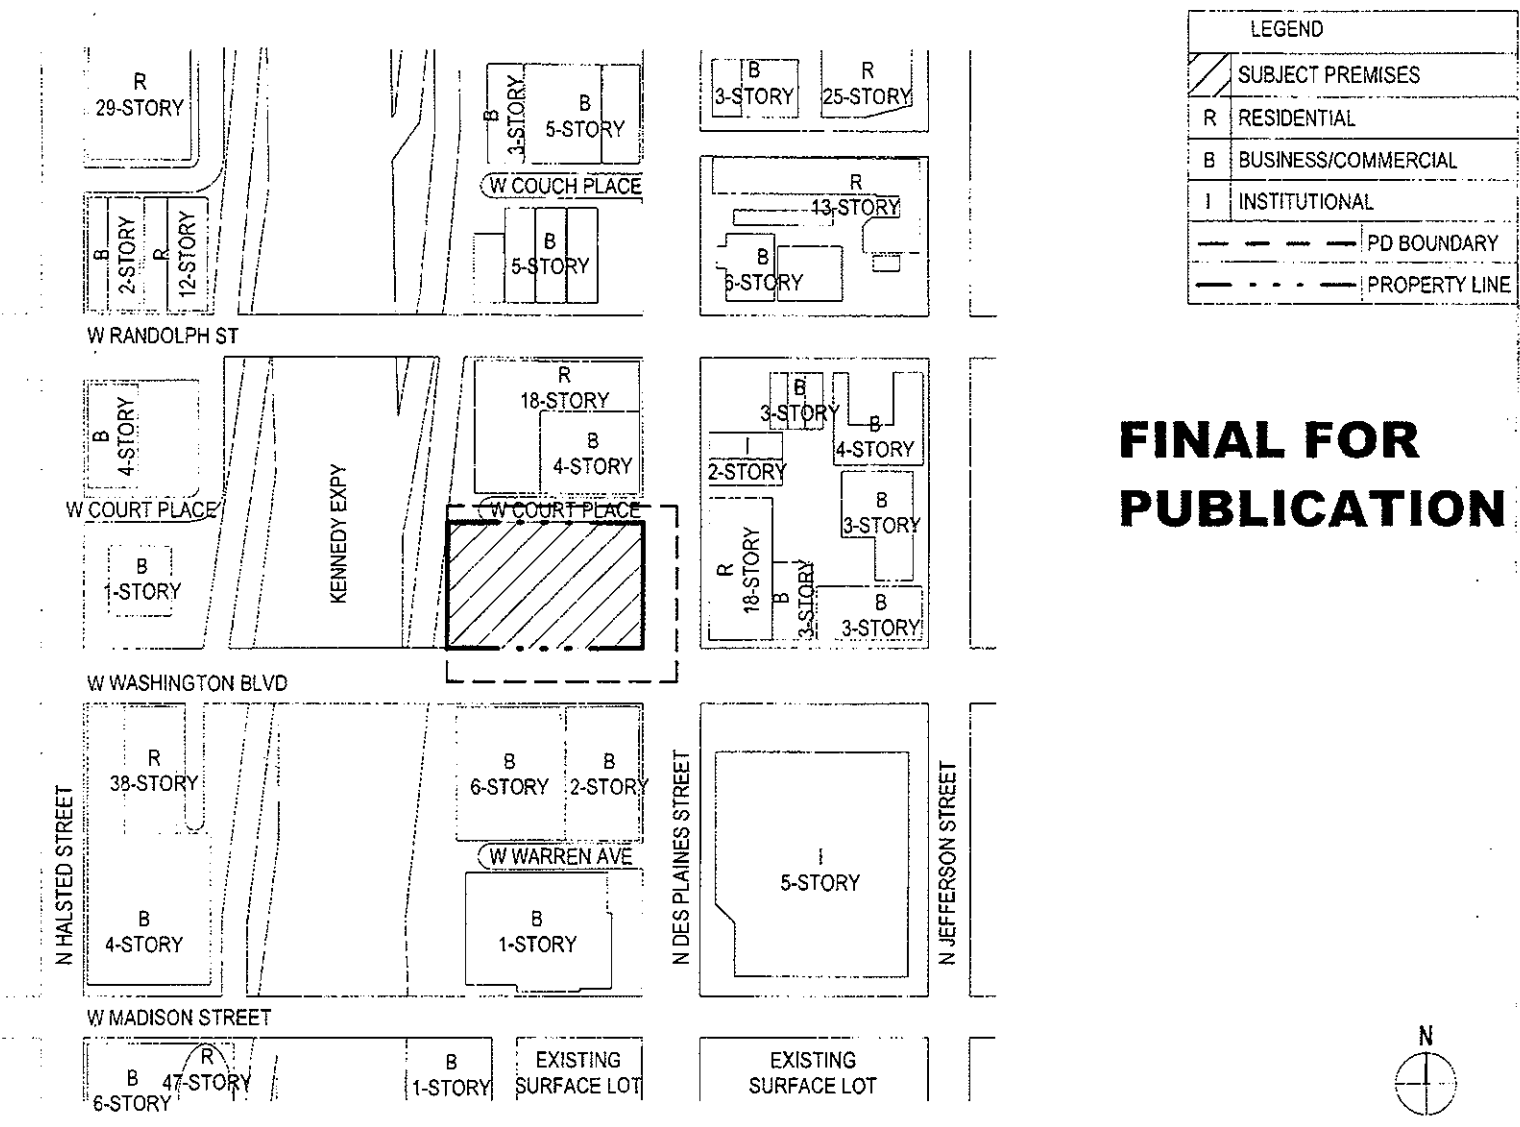 LEGEND
SUBJECT PREMISES
R RESIDENTIAL
B BUSINESS/COMMERCIAL
I INSTITUTIONAL
PD BOUNDARY
PROPERTY LINE
R
29-STORY
B
3-STORY
B
5-STORY
B
3-STORY
R
25-STORY
W COUCH PLACE
B
2-STORY
R
12-STORY
B
5-STORY
R
13-STORY
B
6-STORY
W RANDOLPH ST
B
4-STORY
R
18-STORY
B
4-STORY
B
3-STORY
B
4-STORY
I
2-STORY
FINAL FOR
PUBLICATION
W COURT PLACE
KENNEDY EXPY
W COURT PLACE
B
3-STORY
B
1-STORY
R
18-STORY
B
3-STORY
B
3-STORY
W WASHINGTON BLVD
R
38-STORY
B
6-STORY
B
2-STORY
N HALSTED STREET
N DES PLAINES STREET
N JEFFERSON STREET
W WARREN AVE
I
5-STORY
B
4-STORY
B
1-STORY
W MADISON STREET
B
6-STORY
R
47-STORY
B
1-STORY
EXISTING
SURFACE LOT
EXISTING
SURFACE LOT
N